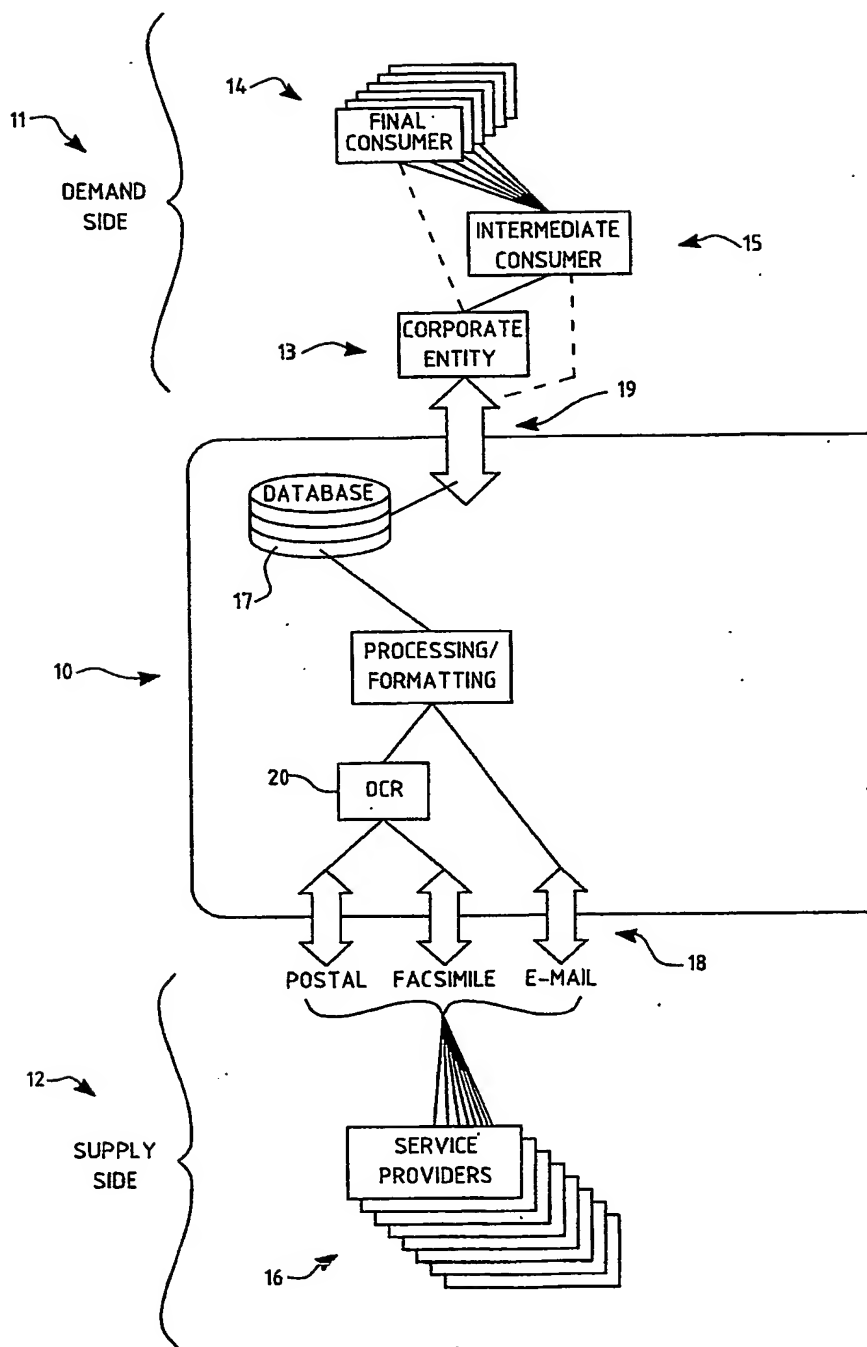 14
FINAL
CONSUMER
11
DEMAND
SIDE
INTERMEDIATE
CONSUMER
15
CORPORATE
ENTITY
13
19
DATABASE
17
10
PROCESSING/
FORMATTING
20
OCR
18
POSTAL
FACSIMILE
E-MAIL
12
SUPPLY
SIDE
SERVICE
PROVIDERS
16